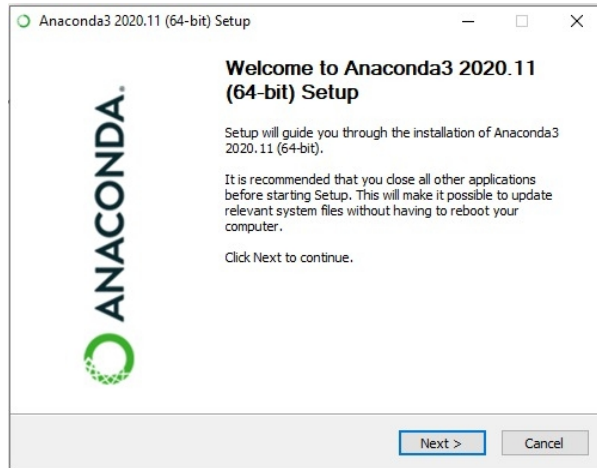 Anaconda3 2020.11 (64-bit) Setup
Welcome to Anaconda3 2020.11
(64-bit) Setup
Setup will guide you through the installation of Anaconda3
2020.11 (64-bit).
It is recommended that you close all other applications
before starting Setup. This will make it possible to update
relevant system files without having to reboot your
computer.
Click Next to continue.
ANACONDA.
Next >
Cancel